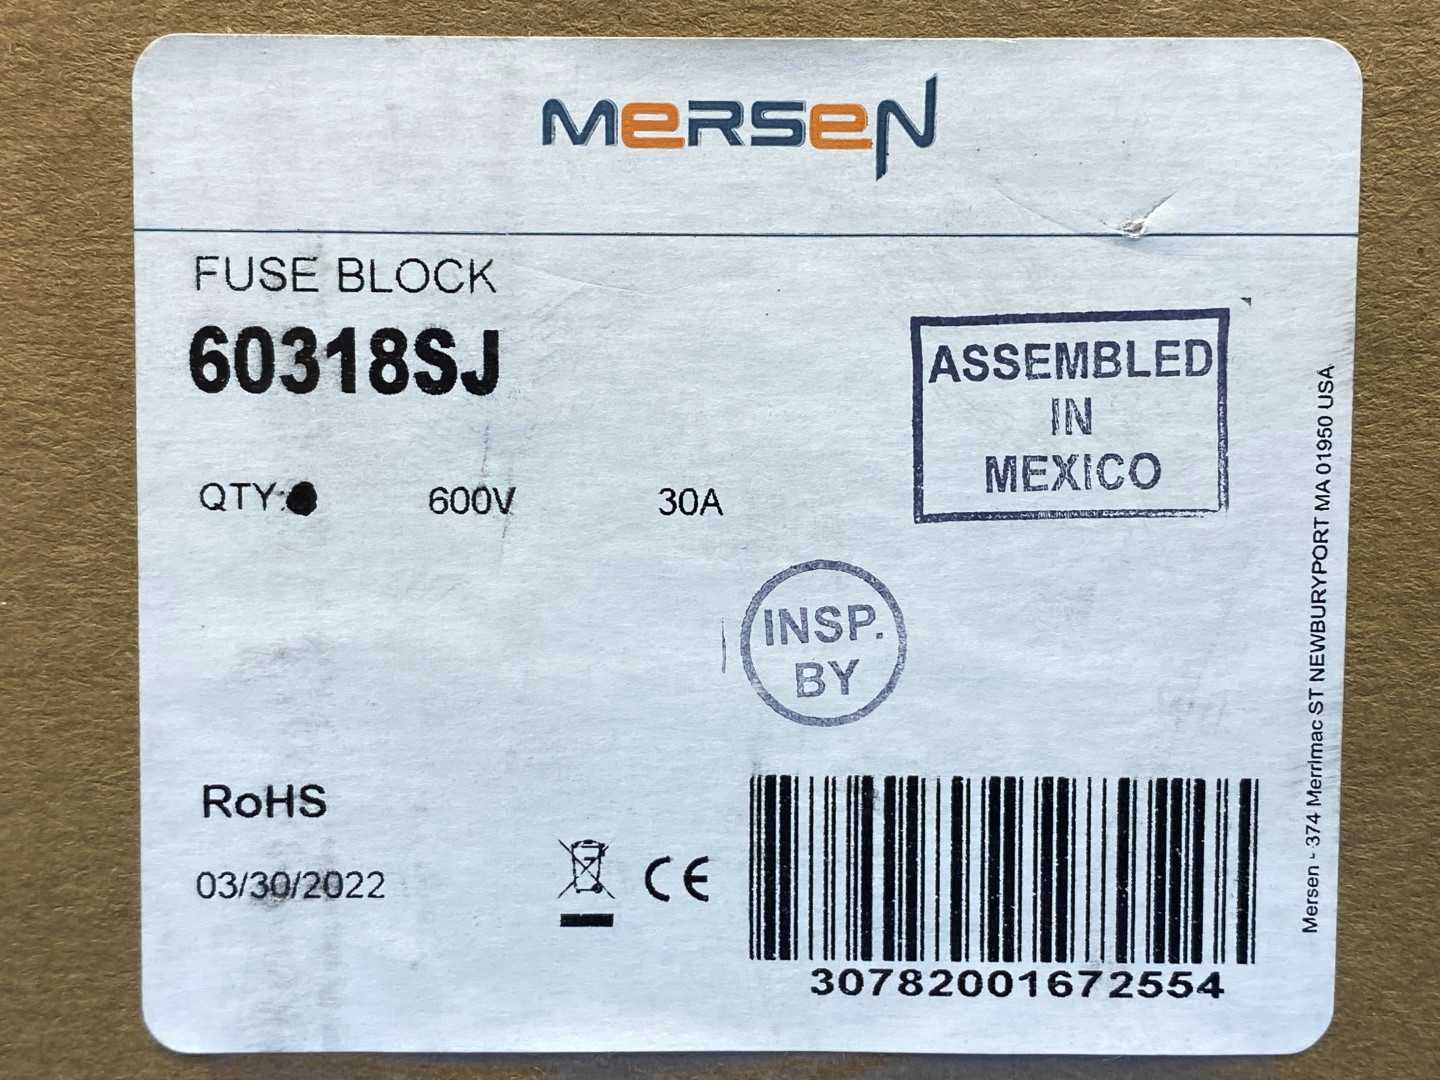 MERSEN
FUSE BLOCK
60318SJ
QTY: 600V 30A
ASSEMBLED
IN
MEXICO
INSP.
BY
RoHS
03/30/2022
CE
30782001672554
Mersen - 374 Merrimac ST NEWBURYPORT MA 01950 USA